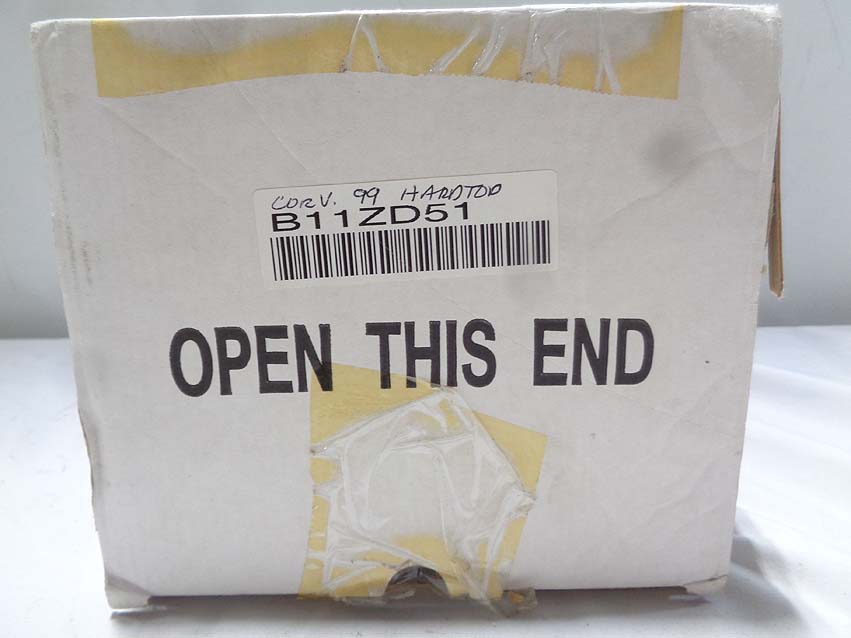 CORV. 99 HARDTOP
B11ZD51
OPEN THIS END